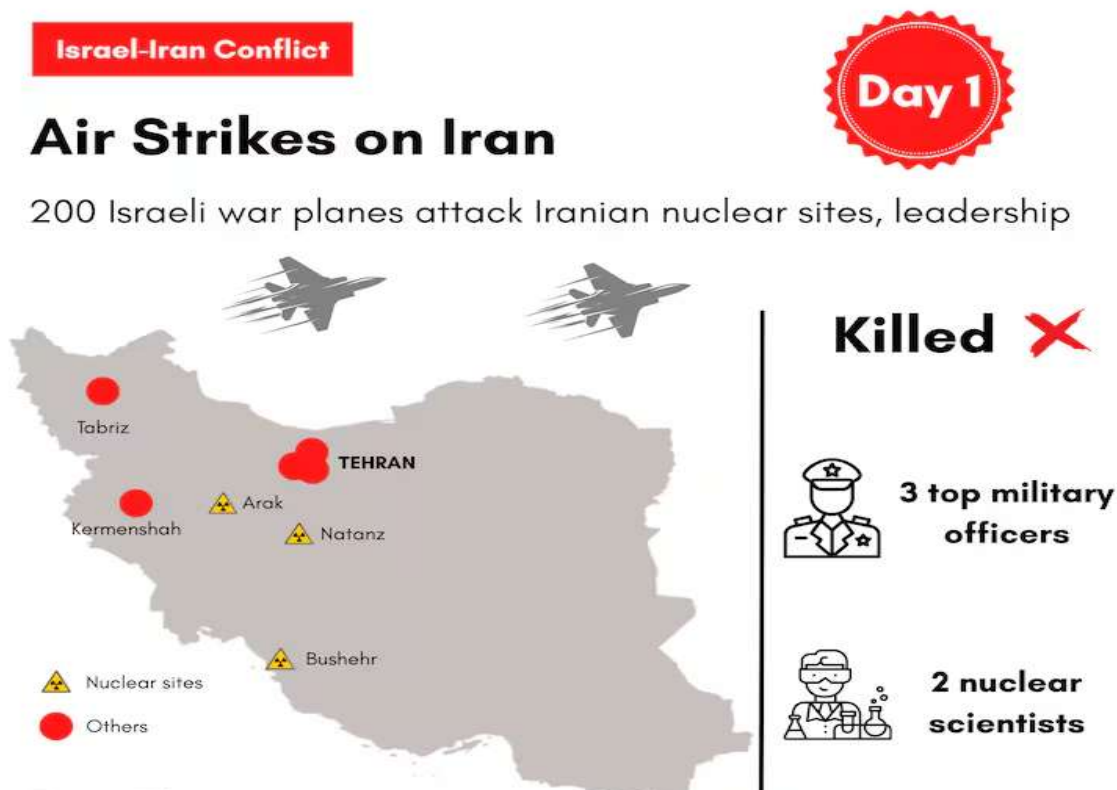 Israel-Iran Conflict
Day 1
Air Strikes on Iran
200 Israeli war planes attack Iranian nuclear sites, leadership
Killed
Tabriz
TEHRAN
Arak
Kermenshah
Natanz
Bushehr
Nuclear sites
Others
3 top military
officers
2 nuclear
scientists